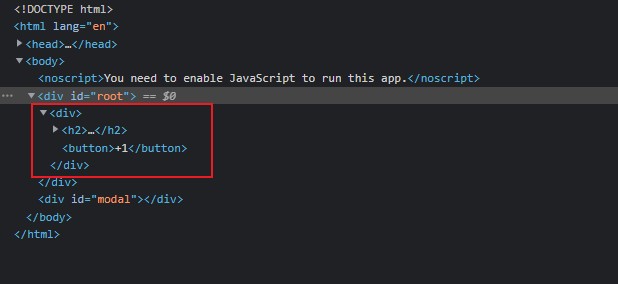 <!DOCTYPE html>
<html lang="en">
▶<head>…</head>
▼<body>
<noscript>You need to enable JavaScript to run this app.</noscript>
… ▼<div id="root"> == $0
▼<div>
▶<h2>…</h2>
<button>+1</button>
</div>
</div>
<div id="modal"></div>
</body>
</html>